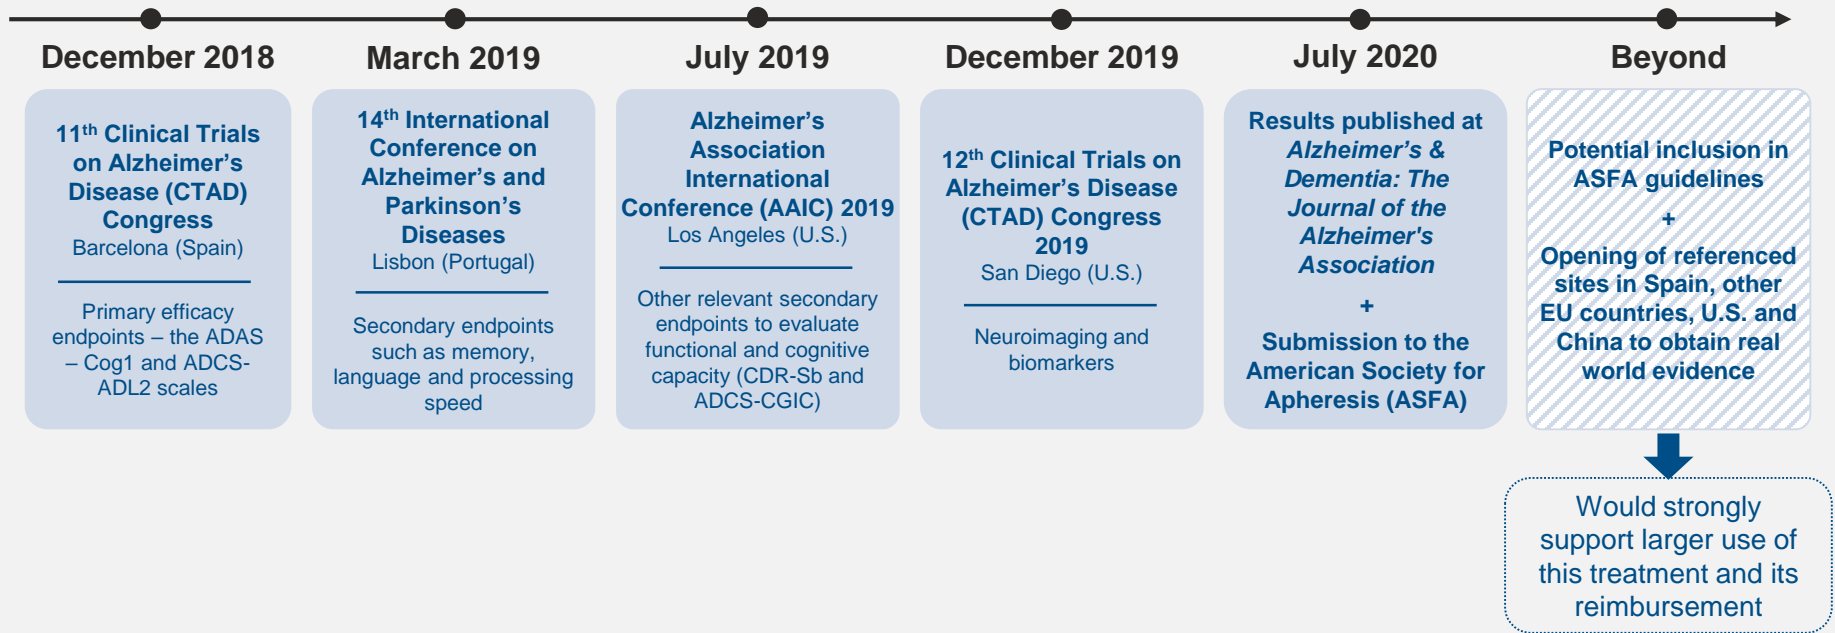 December 2018
March 2019
July 2019
December 2019
July 2020
Beyond
11th Clinical Trials
on Alzheimer's
Disease (CTAD)
Congress
Barcelona (Spain)
Primary efficacy
endpoints – the ADAS
– Cog1 and ADCS-
ADL2 scales
14th International
Conference on
Alzheimer's and
Parkinson's
Diseases
Lisbon (Portugal)
Secondary endpoints
such as memory,
language and processing
speed
Alzheimer's
Association
International
Conference (AAIC) 2019
Los Angeles (U.S.)
Other relevant secondary
endpoints to evaluate
functional and cognitive
capacity (CDR-Sb and
ADCS-CGIC)
12th Clinical Trials on
Alzheimer's Disease
(CTAD) Congress
2019
San Diego (U.S.)
Neuroimaging and
biomarkers
Results published at
Alzheimer's &
Dementia: The
Journal of the
Alzheimer's
Association
+
Submission to the
American Society for
Apheresis (ASFA)
Potential inclusion in
ASFA guidelines
+
Opening of referenced
sites in Spain, other
EU countries, U.S. and
China to obtain real
world evidence
Would strongly
support larger use of
this treatment and its
reimbursement